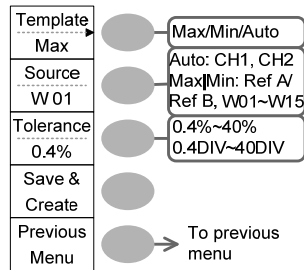 Template
Max
Max/Min/Auto
Source
W 01
Auto: CH1, CH2
Max|Min: Ref A/
Ref B, W01~W15
Tolerance
0.4%
0.4%~40%
0.4DIV~40DIV
Save &
Create
Previous
Menu
To previous
menu